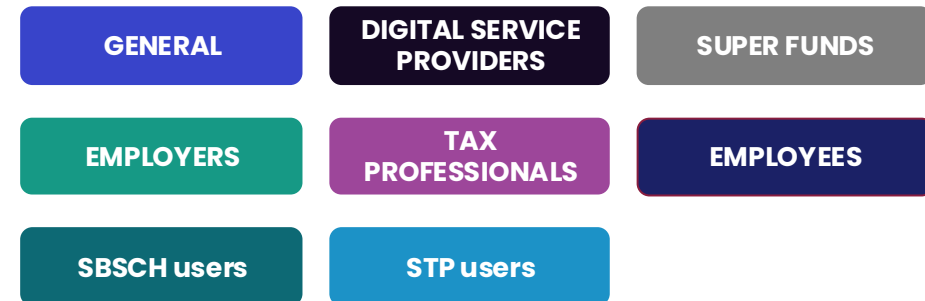 GENERAL
DIGITAL SERVICE
PROVIDERS
SUPER FUNDS
EMPLOYERS
TAX
PROFESSIONALS
EMPLOYEES
SBSCH users
STP users